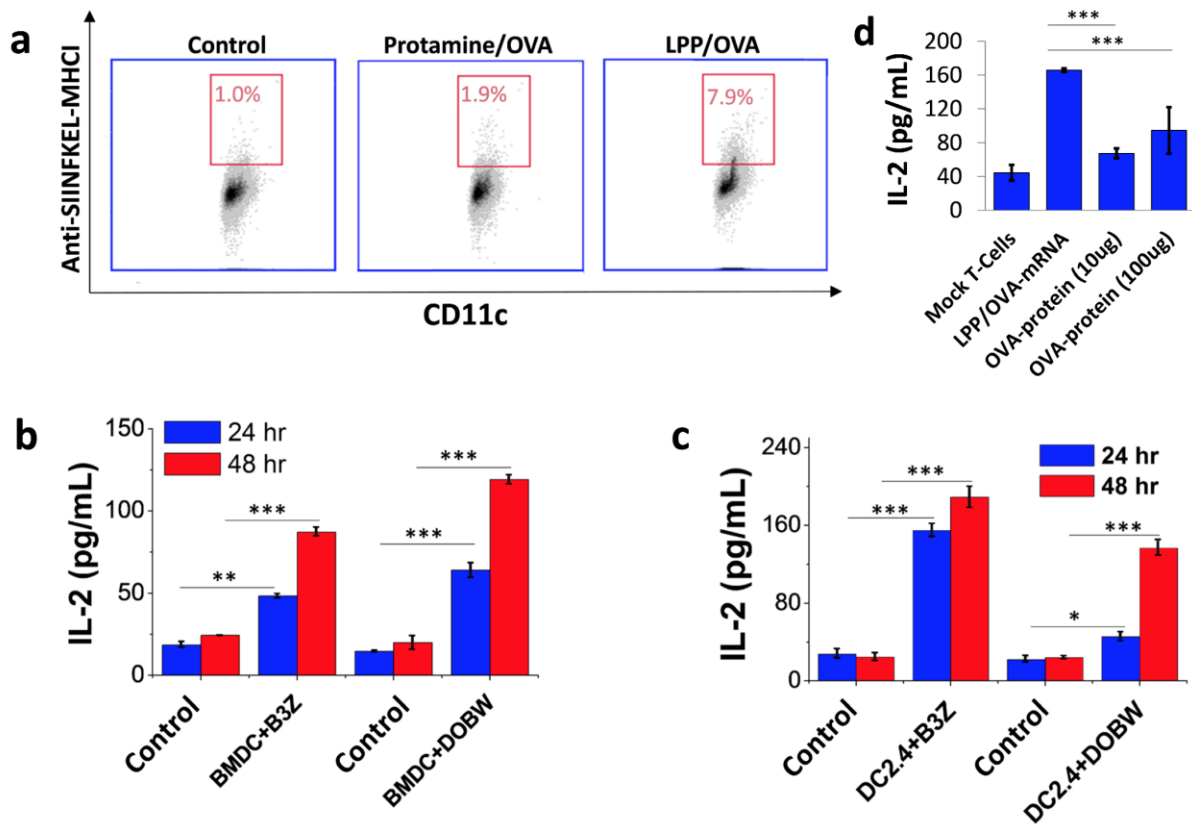 a
Control
Protamine/OVA
LPP/OVA
1.0%
1.9%
7.9%
Anti-SIINFKEL-MHCI
CD11c
d
***
***
200
160
120
80
40
0
IL-2 (pg/mL)
Mock T-Cells
LPP/OVA-mRNA
OVA-protein (10ug)
OVA-protein (100ug)
b
24 hr
48 hr
150
100
50
0
IL-2 (pg/mL)
**
***
***
***
Control
BMDC+B3Z
Control
BMDC+DOBW
c
24 hr
48 hr
240
160
80
0
IL-2 (pg/mL)
***
***
*
***
Control
DC2.4+B3Z
Control
DC2.4+DOBW